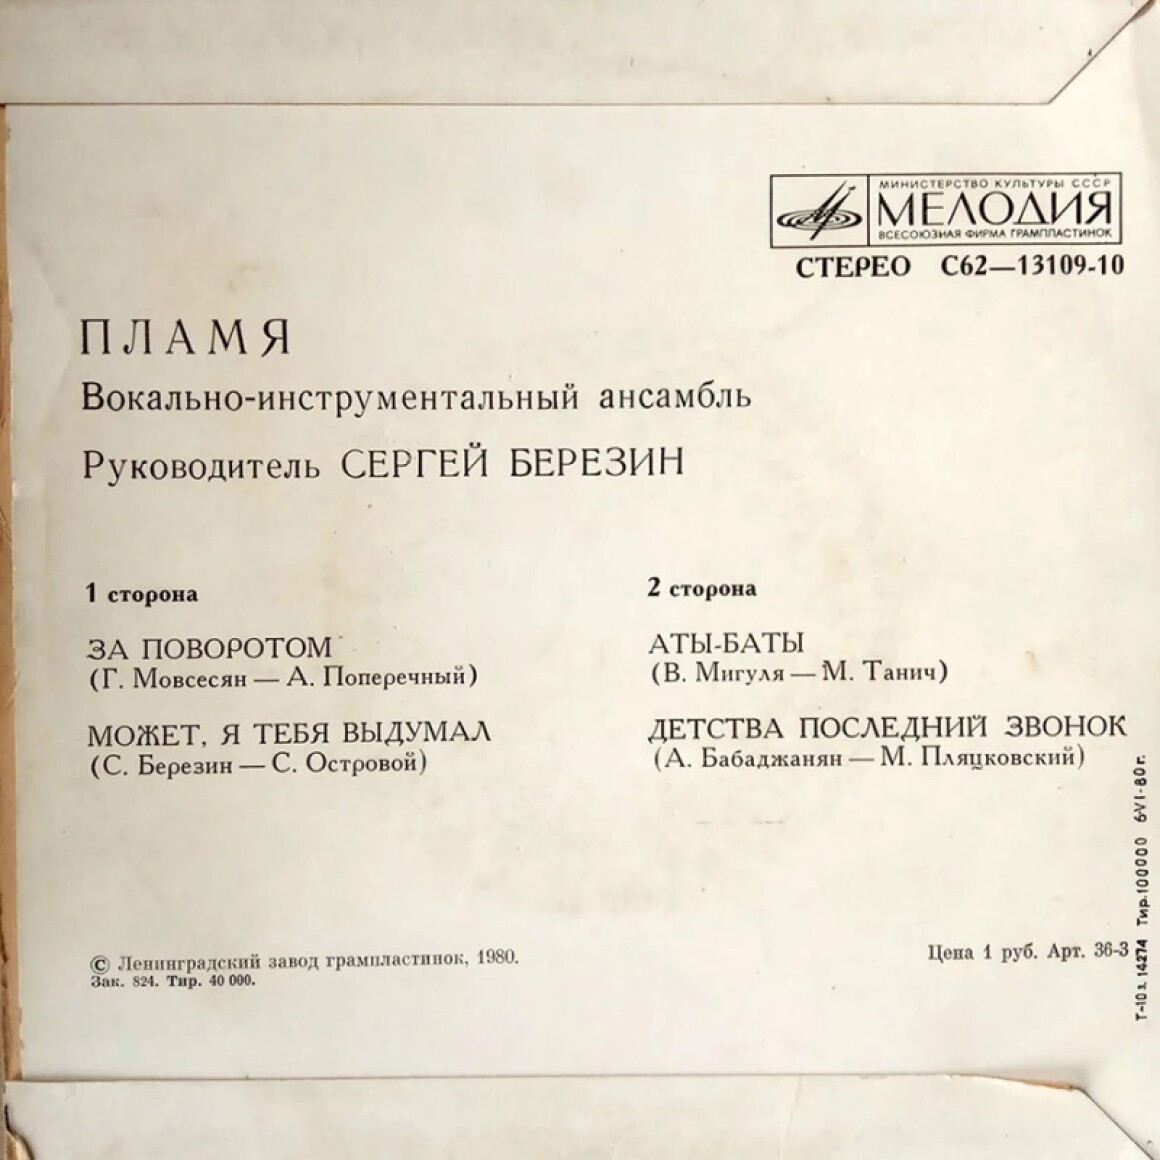 МИНИСТЕРСТВО КУЛЬТУРЫ СССР
МЕЛОДИЯ
ВСЕСОЮЗНАЯ ФИРМА ГРАМПЛАСТИНОК
СТЕРЕО С62—13109-10
ПЛАМЯ
Вокально-инструментальный ансамбль
Руководитель СЕРГЕЙ БЕРЕЗИН
1 сторона
ЗА ПОВОРОТОМ
(Г. Мовсесян — А. Поперечный)
МОЖЕТ, Я ТЕБЯ ВЫДУМАЛ
(С. Березин — С. Островой)
2 сторона
АТЫ-БАТЫ
(В. Мигуля — М. Танич)
ДЕТСТВА ПОСЛЕДНИЙ ЗВОНОК
(А. Бабаджанян — М. Пляцковский)
© Ленинградский завод грампластинок, 1980.
Зак. 824. Тир. 40 000.
Цена 1 руб. Арт. 36-3
Т-10 з. 14274 Тир. 100000 6-VI-80 г.